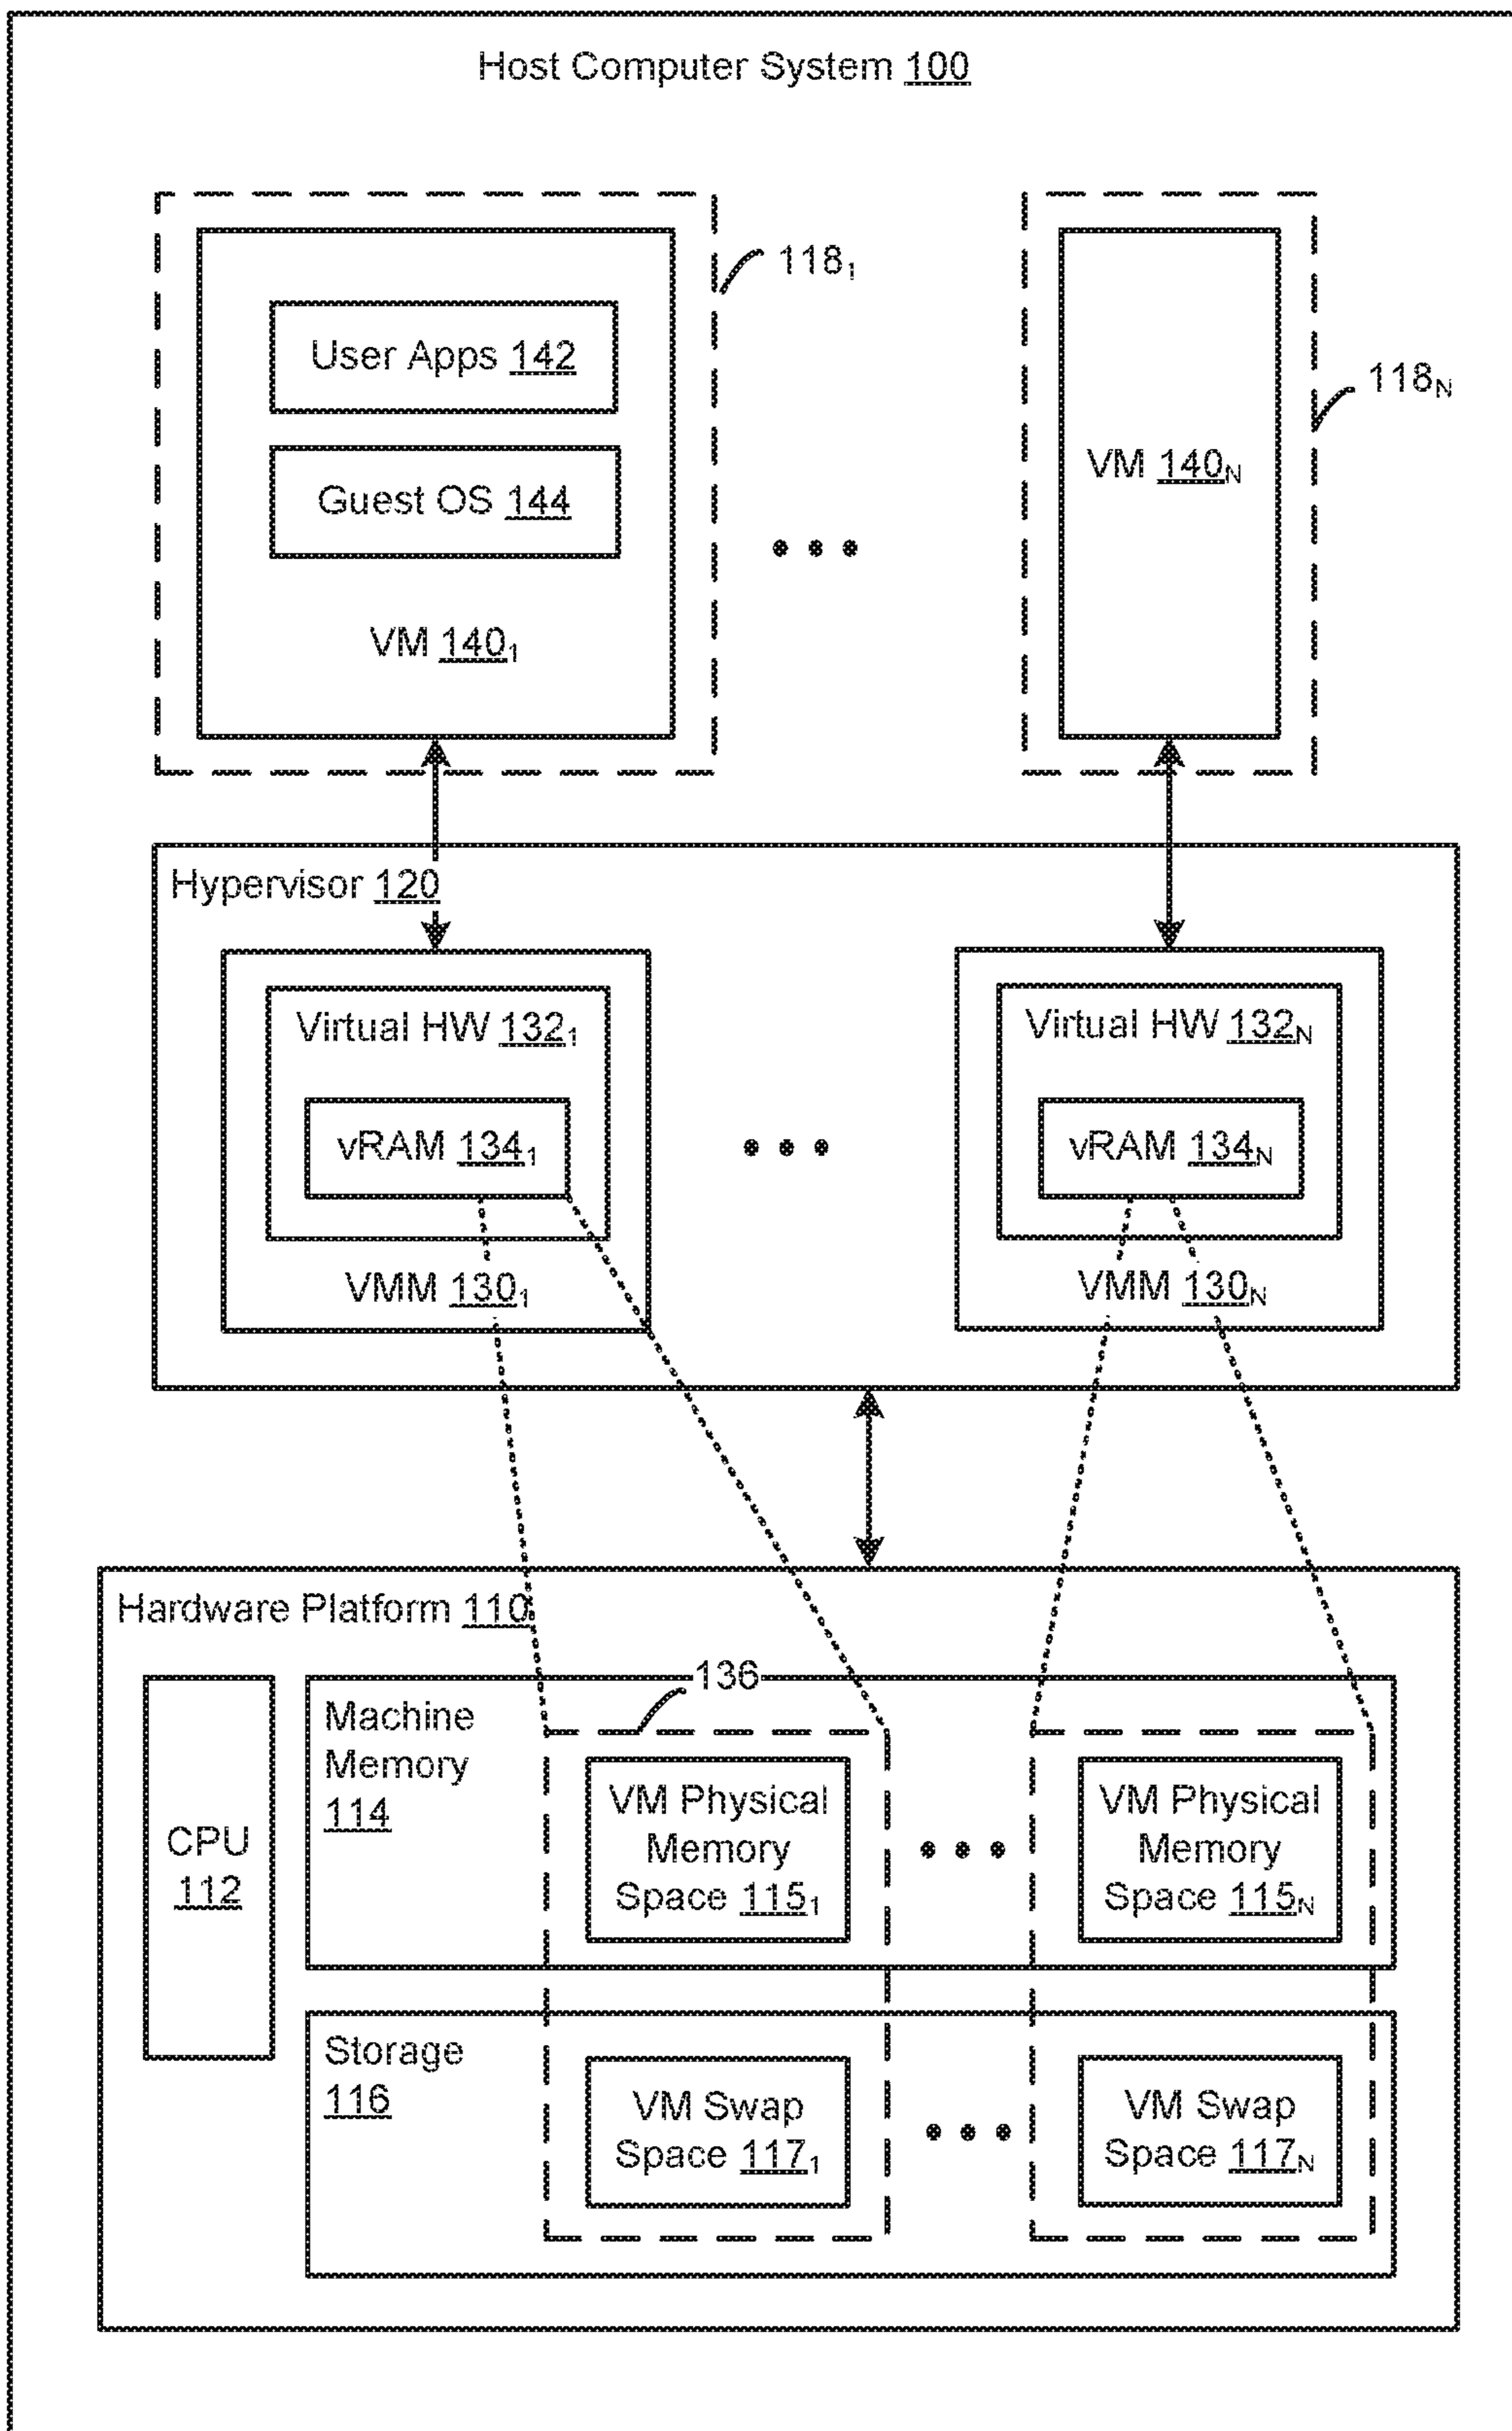 Host Computer System 100
118₁
User Apps 142
118N
Guest OS 144
VM 140N
VM 140₁
Hypervisor 120
Virtual HW 132₁
Virtual HW 132N
vRAM 134₁
vRAM 134N
VMM 130₁
VMM 130N
Hardware Platform 110
136
Machine
Memory
114
VM Physical
Memory
Space 115₁
VM Physical
Memory
Space 115N
CPU
112
Storage
116
VM Swap
Space 117₁
VM Swap
Space 117N